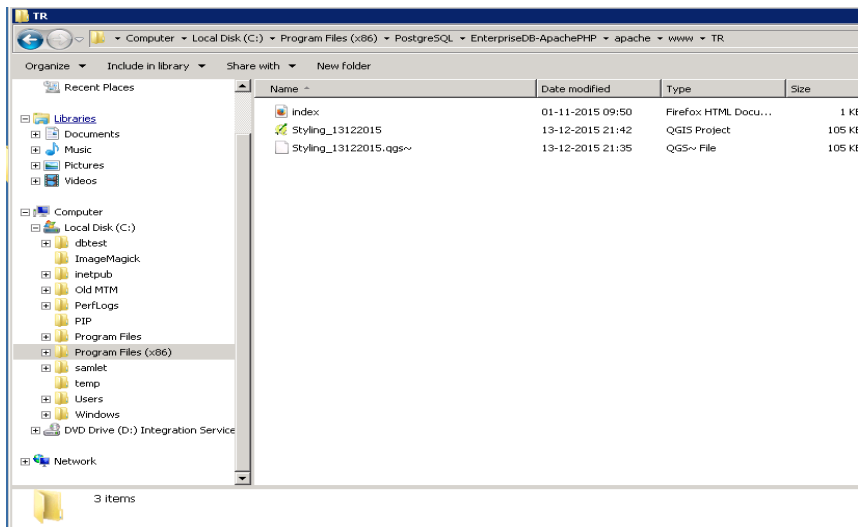 TR
Computer Local Disk (C:) Program Files (x86) PostgreSQL EnterpriseDB-ApachePHP apache www TR
Organize Include in library Share with New folder
Recent Places
Libraries
Documents
Music
Pictures
Videos
Computer
Local Disk (C:)
dbtest
ImageMagick
inetpub
Old MTM
PerfLogs
PIP
Program Files
Program Files (x86)
samlet
temp
Users
Windows
DVD Drive (D:) Integration Service
Network
Name Date modified Type Size
index 01-11-2015 09:50 Firefox HTML Docu... 1 KB
Styling_13122015 13-12-2015 21:42 QGIS Project 105 KB
Styling_13122015.qgs~ 13-12-2015 21:35 QGS~ File 105 KB
3 items